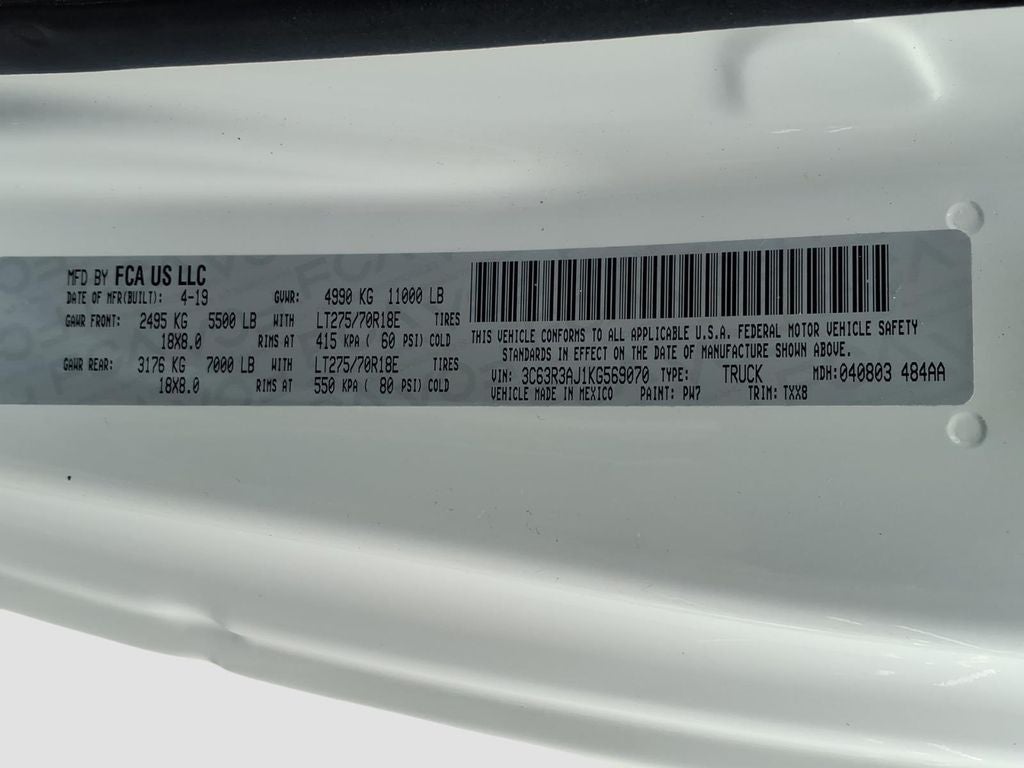 MFD BY FCA US LLC
DATE OF MFR(BUILT): 4-19 GVWR: 4990 KG 11000 LB
GAWR FRONT: 2495 KG 5500 LB WITH LT275/70R18E TIRES
18X8.0 RIMS AT 415 KPA ( 60 PSI) COLD
GAWR REAR: 3176 KG 7000 LB WITH LT275/70R18E TIRES
18X8.0 RIMS AT 550 KPA ( 80 PSI) COLD
THIS VEHICLE CONFORMS TO ALL APPLICABLE U.S.A. FEDERAL MOTOR VEHICLE SAFETY
STANDARDS IN EFFECT ON THE DATE OF MANUFACTURE SHOWN ABOVE.
VIN: 3C63R3AJ1KG569070 TYPE: TRUCK MDH: 040803 484AA
VEHICLE MADE IN MEXICO PAINT: PW7 TRIM: TXX8